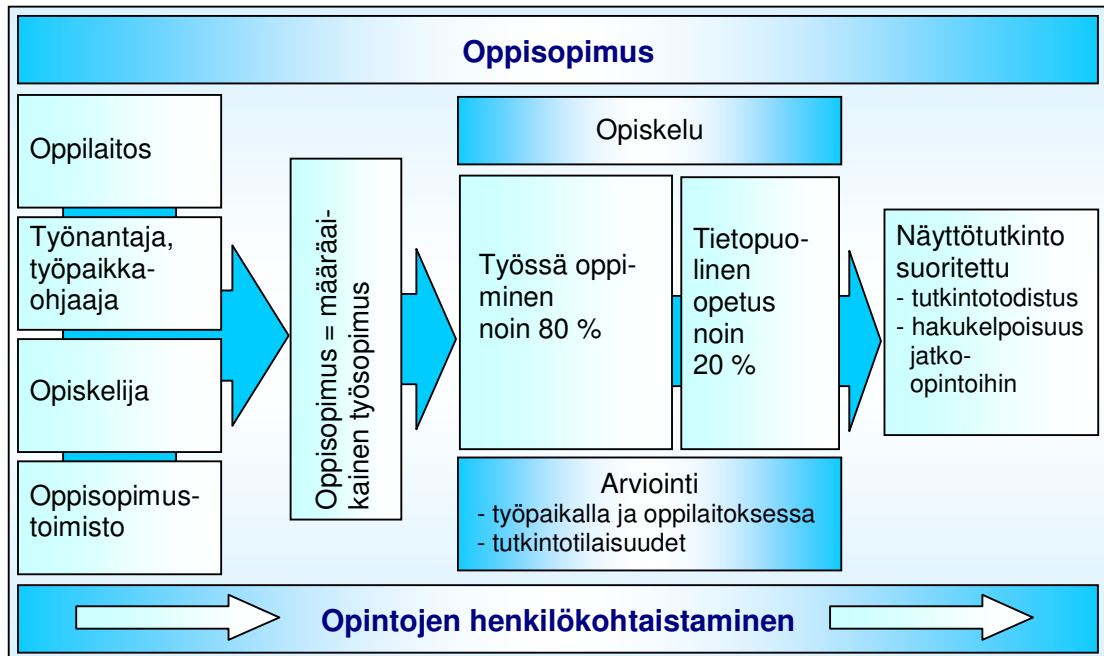 Oppisopimus
Oppilaitos
Työnantaja,
työpaikka-
ohjaaja
Opiskelija
Oppisopimus-
toimisto
Oppisopimus = määräai-
kainen työsopimus
Opiskelu
Työssä oppi-
minen
noin 80 %
Tietopuo-
linen
opetus
noin
20 %
Arviointi
- työpaikalla ja oppilaitoksessa
- tutkintotilaisuudet
Näyttötutkinto
suoritettu
- tutkintotodistus
- hakukelpoisuus
jatko-
opintoihin
Opintojen henkilökohtaistaminen